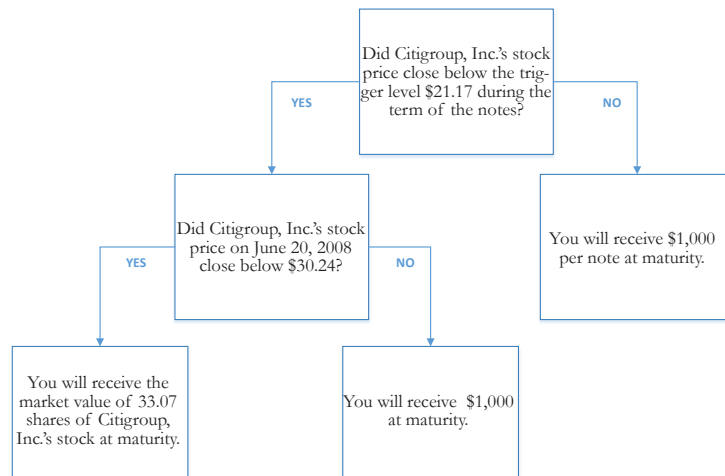 Did Citigroup, Inc.'s stock
price close below the trig-
ger level $21.17 during the
term of the notes?
YES
NO
Did Citigroup, Inc.'s stock
price on June 20, 2008
close below $30.24?
You will receive $1,000
per note at maturity.
YES
NO
You will receive the
market value of 33.07
shares of Citigroup,
Inc.'s stock at maturity.
You will receive $1,000
at maturity.